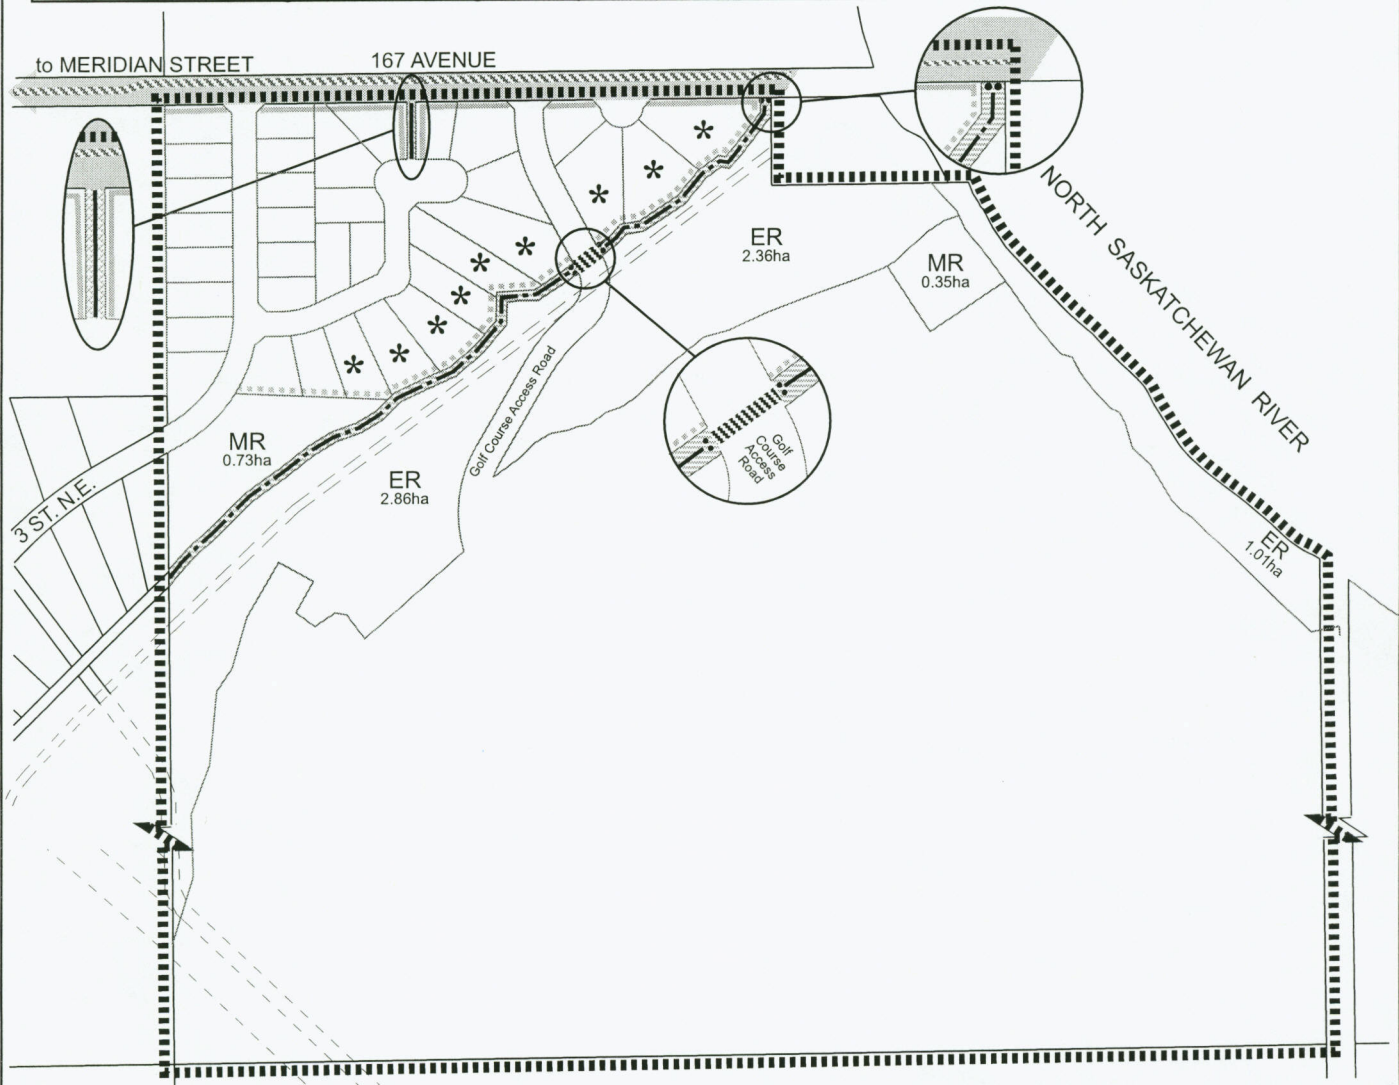 to MERIDIAN STREET
167 AVENUE
NORTH SASKATCHEWAN RIVER
ER
2.36ha
MR
0.35ha
Golf Course Access Road
Golf
Course
Access
Road
MR
0.73ha
ER
2.86ha
3 ST. N.E.
ER
1.01ha